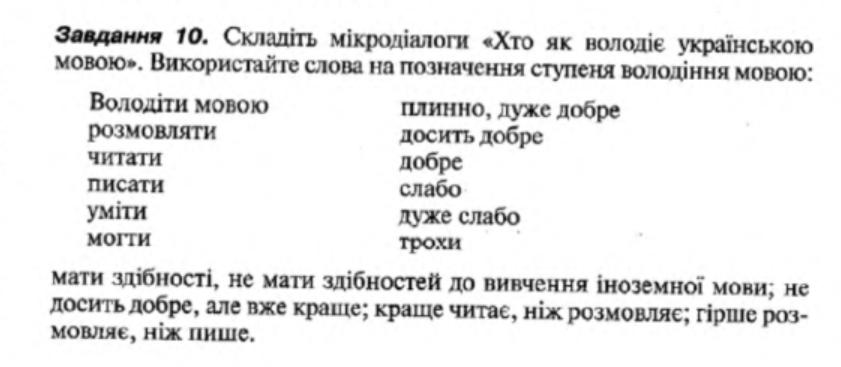 Завдання 10. Складіть мікродіалоги «Хто як володіє українською
мовою». Використайте слова на позначення ступеня володіння мовою:
Володіти мовою плинно, дуже добре
розмовляти досить добре
читати добре
писати слабо
уміти дуже слабо
могти трохи
мати здібності, не мати здібностей до вивчення іноземної мови; не
досить добре, але вже краще; краще читає, ніж розмовляє; гірше роз-
мовляє, ніж пише.